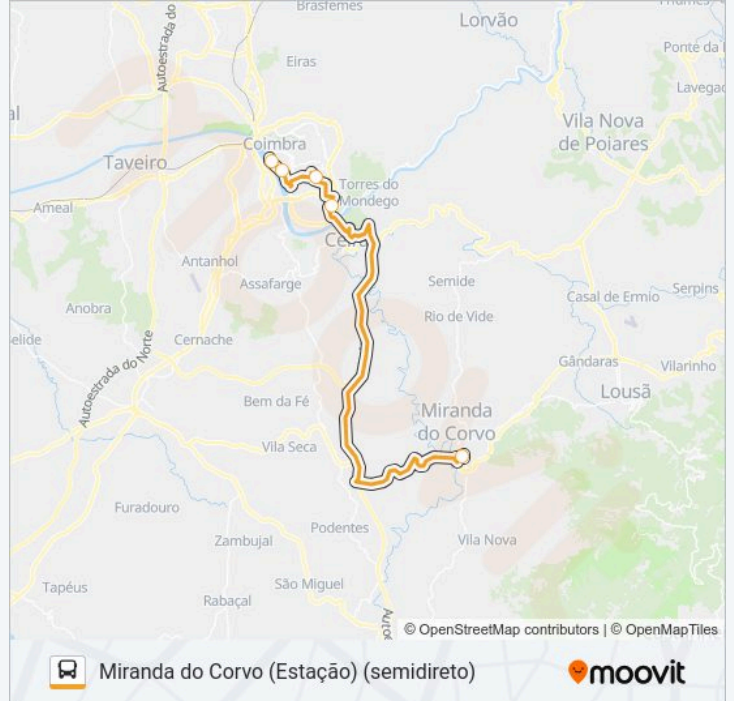 Brasfemes
Lorvão
Eiras
Autoestrada do
Ponte da
Lavegad
Vila Nova
de Poiares
Coimbra
Taveiro
Torres do
Mondego
Ameal
Ceira
Antanhol
Assafarge
Semide
Serpins
Casal de Ermio
Anobra
Rio de Vide
Cernache
elide
Autoestrada do Norte
Gândaras
Vilarinho
Lousã
Bem da Fé
Miranda
do Corvo
Vila Seca
Furadouro
Podentes
Zambujal
Vila Nova
Tapéus
São Miguel
Rabaçal
Autoe
© OpenStreetMap contributors | © OpenMapTiles
Miranda do Corvo (Estação) (semidireto)
moovit